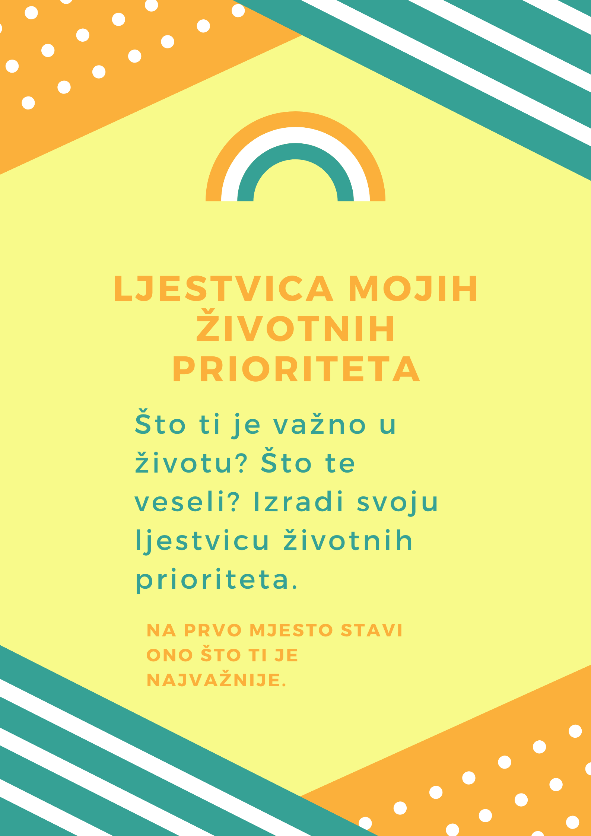 LJESTVICA MOJIH
ŽIVOTNIH
PRIORITETA
Što ti je važno u
životu? Što te
veseli? Izradi svoju
ljestvicu životnih
prioriteta.
NA PRVO MJESTO STAVI
ONO ŠTO TI JE
NAJVAŽNIJE.